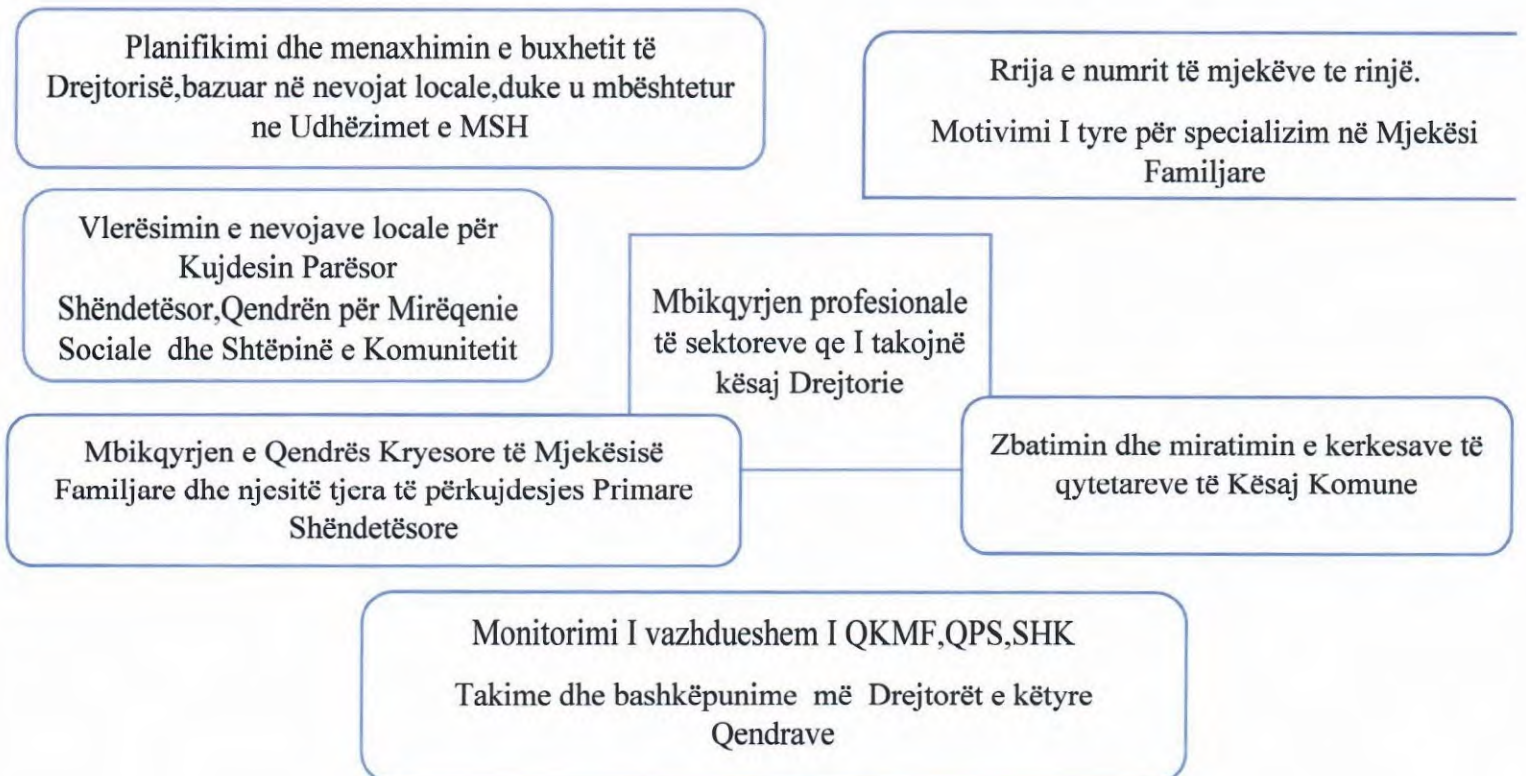 Planifikimi dhe menaxhimin e buxhetit të
Drejtorisë,bazuar në nevojat locale,duke u mbështetur
ne Udhëzimet e MSH
Rrija e numrit të mjekëve te rinjë.
Motivimi I tyre për specializim në Mjekësi
Familjare
Vlerësimin e nevojave locale për
Kujdesin Parësor
Shëndetësor,Qendrën për Mirëqenie
Sociale dhe Shtëpinë e Komunitetit
Mbikqyrjen profesionale
të sektoreve qe I takojnë
kësaj Drejtorie
Mbikqyrjen e Qendrës Kryesore të Mjekësisë
Familjare dhe njesitë tjera të përkujdesjes Primare
Shëndetësore
Zbatimin dhe miratimin e kerkesave të
qytetareve të Kësaj Komune
Monitorimi I vazhdueshem I QKMF,QPS,SHK
Takime dhe bashkëpunime më Drejtorët e këtyre
Qendrave